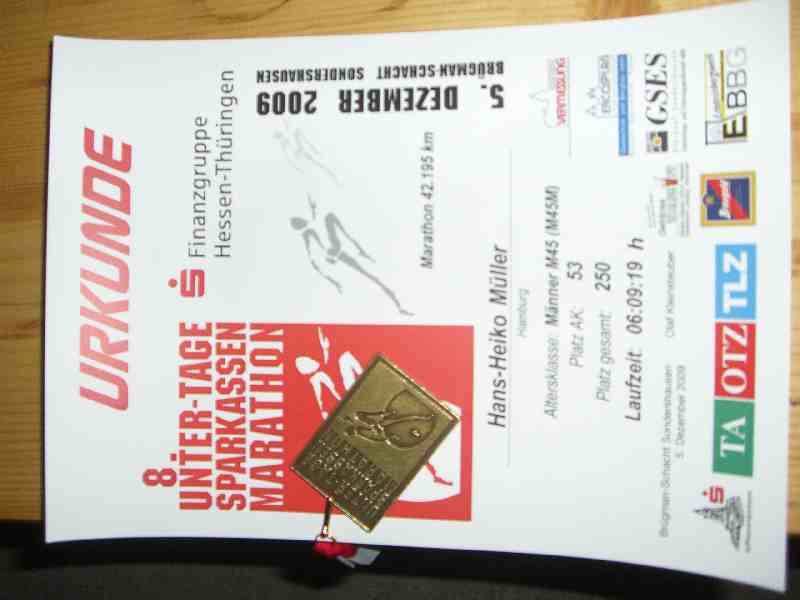 URKUNDE
8.
UNTER-TAGE
SPARKASSEN
MARATHON
Finanzgruppe
Hessen-Thüringen
5. DEZEMBER 2009
BRÜGMAN-SCHACHT SONDERSHAUSEN
Marathon 42.195 km
Hans-Heiko Müller
Hamburg
Altersklasse: Männer M45 (M45M)
Platz AK: 53
Platz gesamt: 250
Laufzeit: 06:09:19 h
Brügman-Schacht Sondershausen
5. Dezember 2009
VERMESSUNG
ERCOSPLAN
GSES
EBBG
TA OTZ TLZ